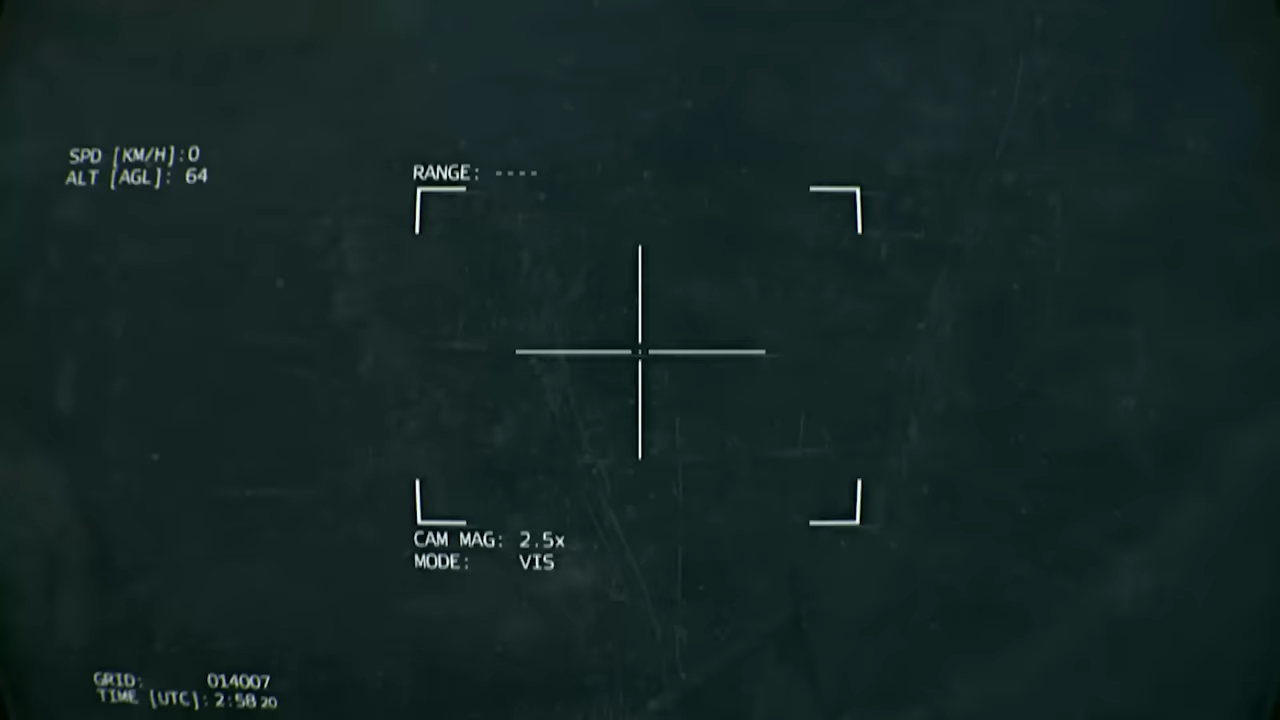 SPD [KM/H]:0
ALT [AGL]: 64
RANGE: ----
CAM MAG: 2.5x
MODE: VIS
GRID: 014007
TIME [UTC]: 2:58 20